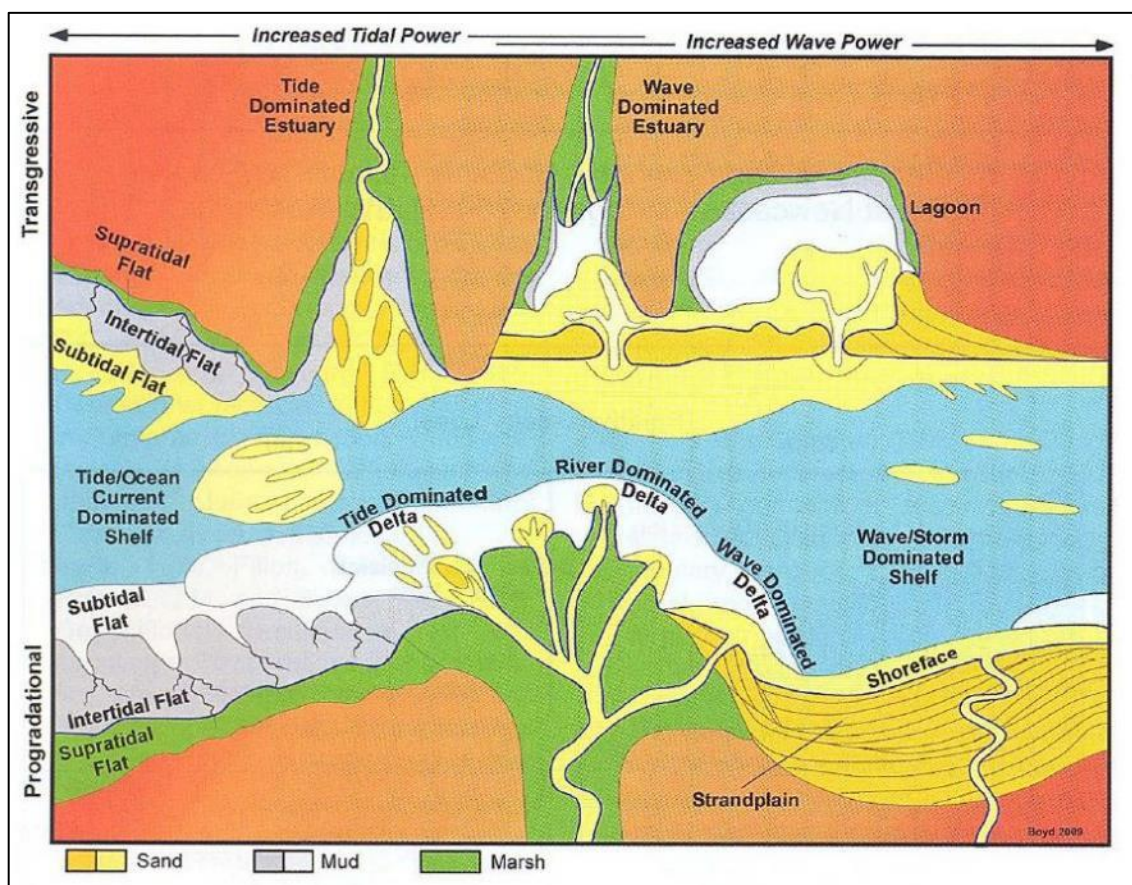 Increased Tidal Power
Increased Wave Power
Transgressive
Progradational
Tide
Dominated
Estuary
Wave
Dominated
Estuary
Lagoon
Supratidal
Flat
Intertidal Flat
Subtidal Flat
Tide/Ocean
Current
Dominated
Shelf
Tide Dominated
Delta
River Dominated
Delta
Wave Dominated
Delta
Wave/Storm
Dominated
Shelf
Subtidal
Flat
Intertidal Flat
Supratidal
Flat
Shoreface
Strandplain
Boyd 2009
Sand
Mud
Marsh